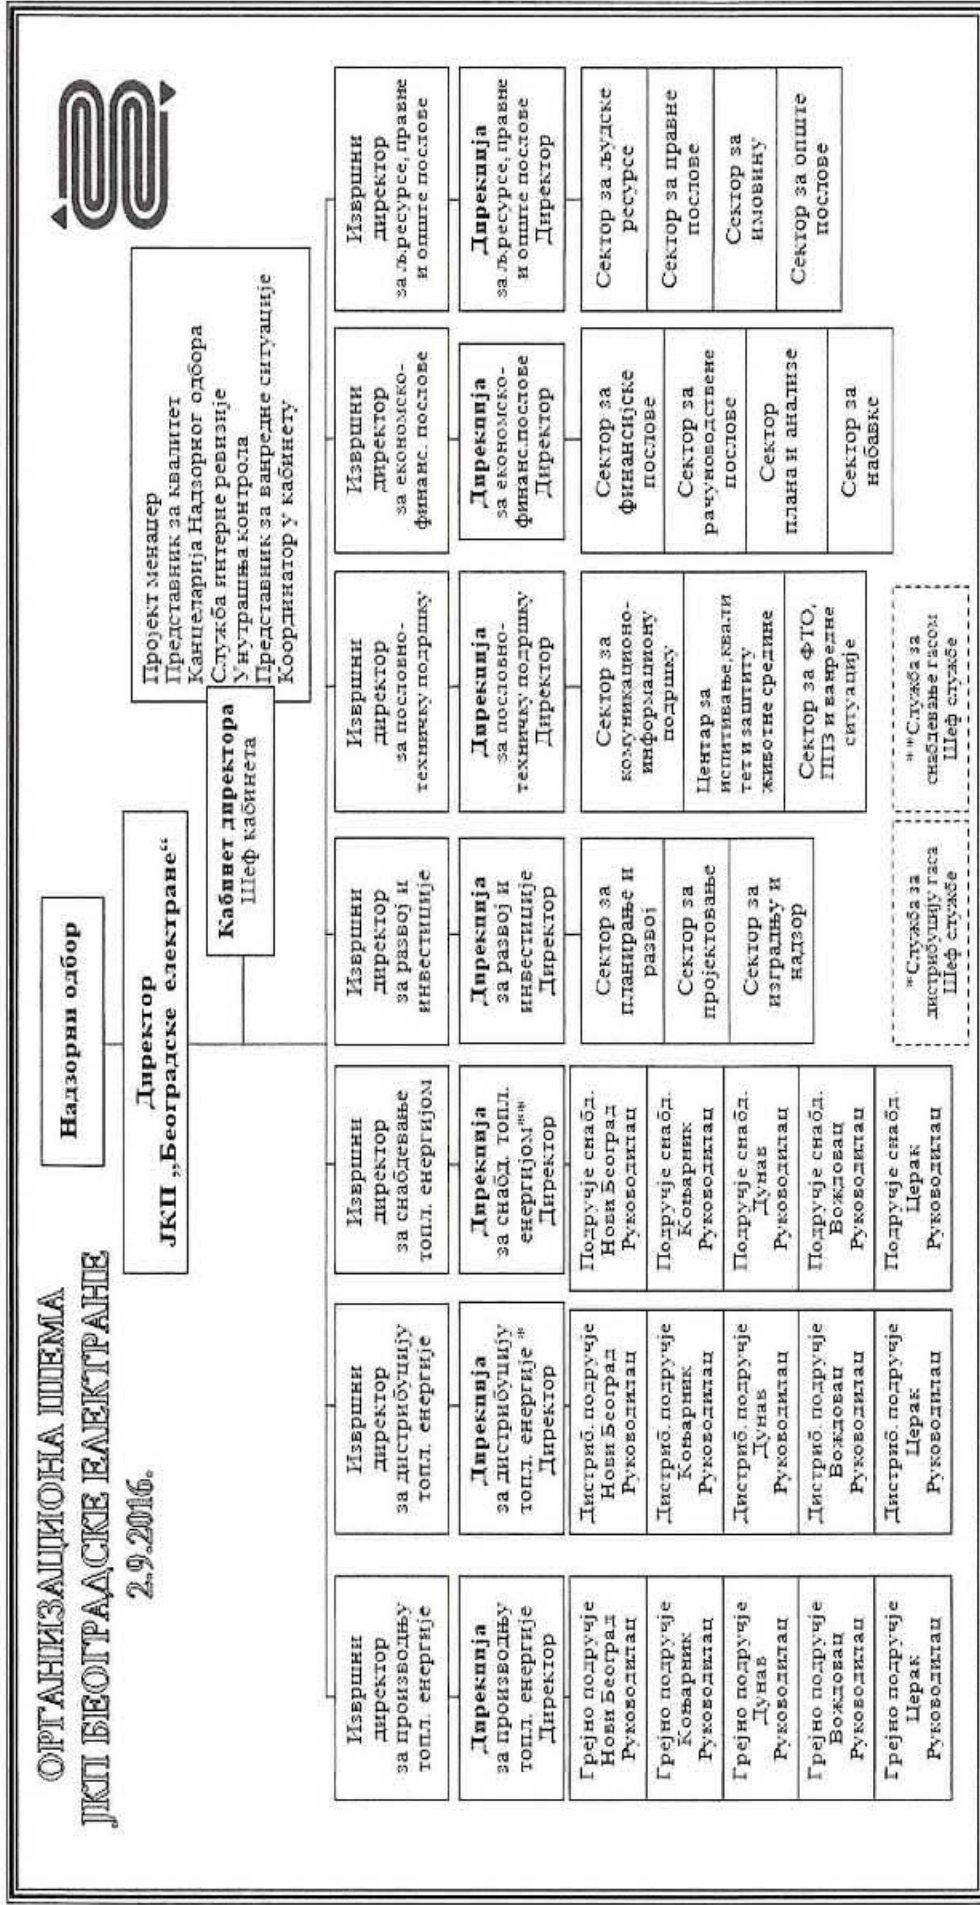 ОРГАНИЗАЦИОНА ШЕМА
ЈКП БЕОГРАДСКЕ ЕЛЕКТРАНЕ
2.9.2016.
Надзорни одбор
Директор
ЈКП „Београдске електране“
Кабинет директора
Шеф кабинета
Пројект менаџер
Представник за квалитет
Канцеларија Надзорног одбора
Служба интерне ревизије
Унутрашња контрола
Представник за ванредне ситуације
Координатор у кабинету
Извршни
директор
за производњу
топл. енергије
Дирекција
за производњу
топл. енергије
Директор
Грејно подручје
Нови Београд
Руководилац
Грејно подручје
Коњарник
Руководилац
Грејно подручје
Дунав
Руководилац
Грејно подручје
Вождовац
Руководилац
Грејно подручје
Церак
Руководилац
Извршни
директор
за дистрибуцију
топл. енергије
Дирекција
за дистрибуцију
топл. енергије *
Директор
Дистриб. подручје
Нови Београд
Руководилац
Дистриб. подручје
Коњарник
Руководилац
Дистриб. подручје
Дунав
Руководилац
Дистриб. подручје
Вождовац
Руководилац
Дистриб. подручје
Церак
Руководилац
Извршни
директор
за снабдевање
топл. енергијом
Дирекција
за снабд. топл.
енергијом**
Директор
Подручје снабд.
Нови Београд
Руководилац
Подручје снабд.
Коњарник
Руководилац
Подручје снабд.
Дунав
Руководилац
Подручје снабд.
Вождовац
Руководилац
Подручје снабд.
Церак
Руководилац
Извршни
директор
за развој и
инвестиције
Дирекција
за развој и
инвестиције
Директор
Сектор за
планирање и
развој
Сектор за
пројектовање
Сектор за
изградњу и
надзор
Извршни
директор
за пословно-
техничку подршку
Дирекција
за пословно-
техничку подршку
Директор
Сектор за
комуникационо-
информациону
подршку
Центар за
испитивање,квали
тет и заштиту
животне средине
Сектор за ФТО,
ППЗ и ванредне
ситуације
Извршни
директор
за економско-
финанс. послове
Дирекција
за економско-
финанс.послове
Директор
Сектор за
финансијске
послове
Сектор за
рачуноводствене
послове
Сектор
плана и анализе
Сектор за
набавке
Извршни
директор
за љ.ресурсе, правне
и опште послове
Дирекција
за љ.ресурсе, правне
и опште послове
Директор
Сектор за људске
ресурсе
Сектор за правне
послове
Сектор за
имовину
Сектор за опште
послове
*Служба за
дистрибуцију гаса
Шеф службе
**Служба за
снабдевање гасом
Шеф службе